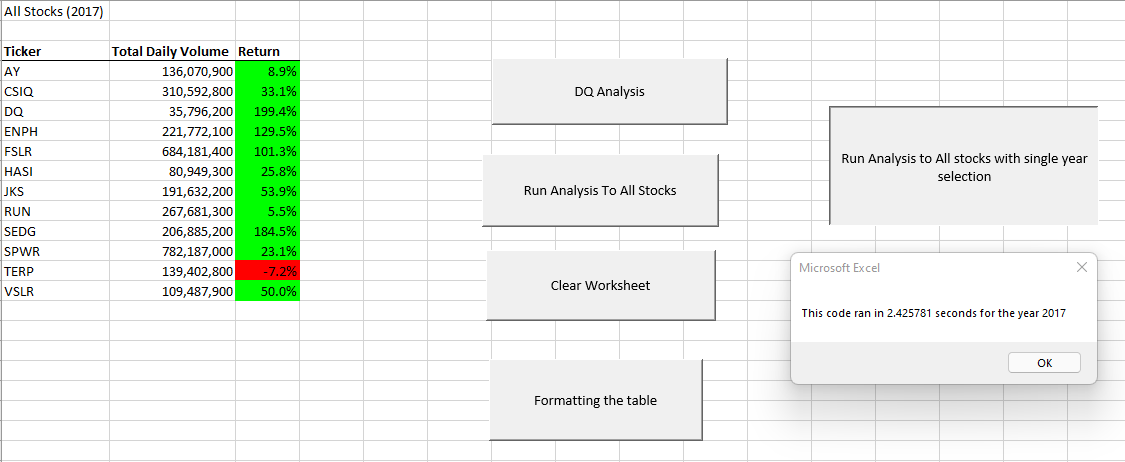 All Stocks (2017)
Ticker Total Daily Volume Return
AY 136,070,900 8.9%
CSIQ 310,592,800 33.1%
DQ 35,796,200 199.4%
ENPH 221,772,100 129.5%
FSLR 684,181,400 101.3%
HASI 80,949,300 25.8%
JKS 191,632,200 53.9%
RUN 267,681,300 5.5%
SEDG 206,885,200 184.5%
SPWR 782,187,000 23.1%
TERP 139,402,800 -7.2%
VSLR 109,487,900 50.0%
DQ Analysis
Run Analysis To All Stocks
Clear Worksheet
Formatting the table
Run Analysis to All stocks with single year
selection
Microsoft Excel
This code ran in 2.425781 seconds for the year 2017
OK